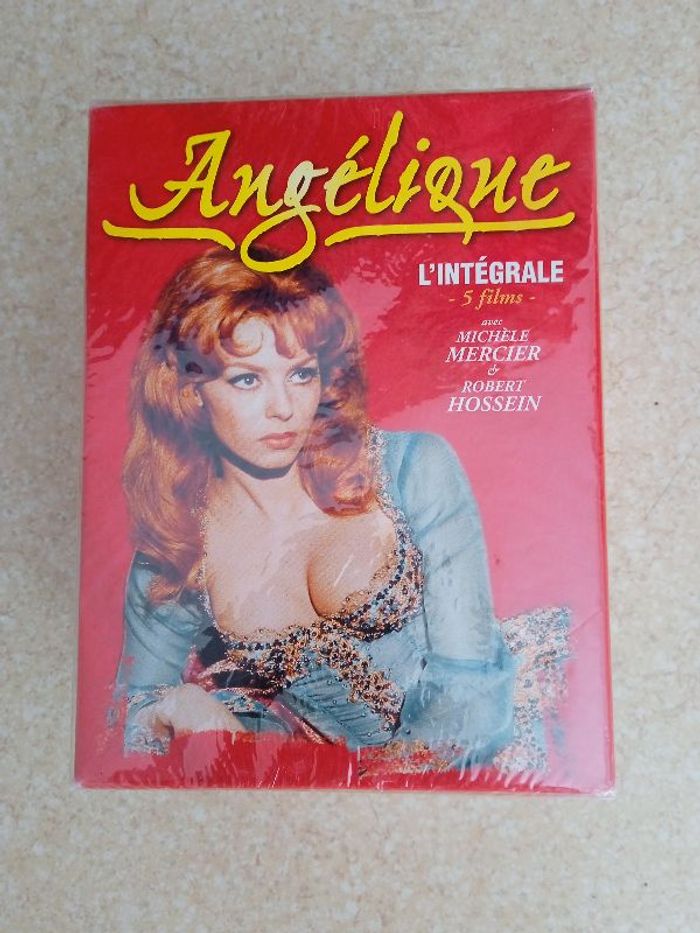 Angélique
L'INTÉGRALE
- 5 films -
avec
MICHÈLE
MERCIER
&
ROBERT
HOSSEIN